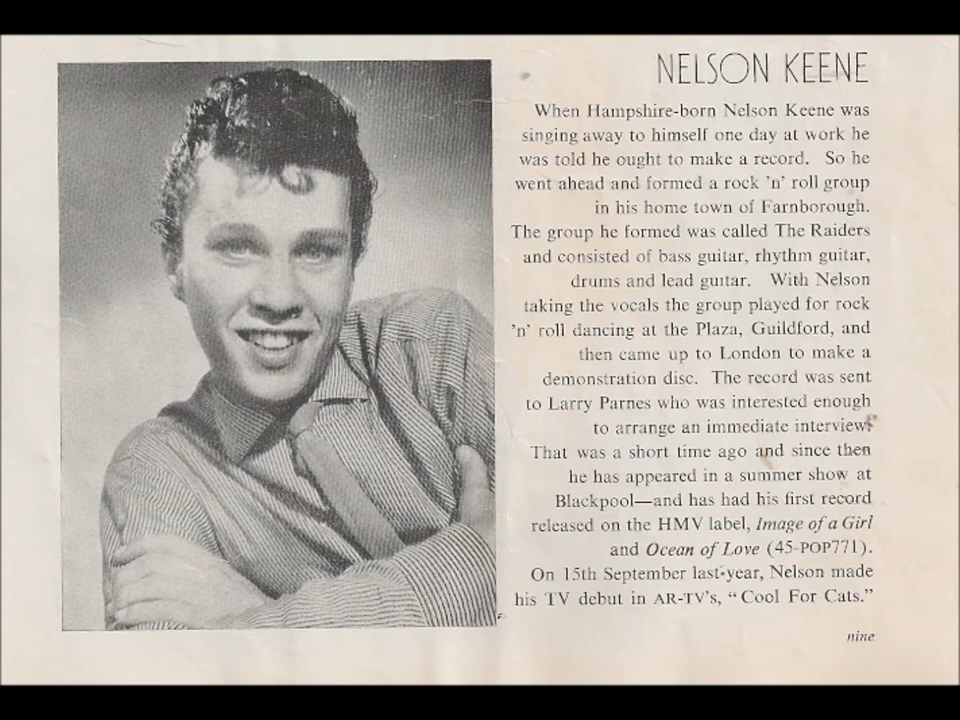 NELSON KEENE
When Hampshire-born Nelson Keene was
singing away to himself one day at work he
was told he ought to make a record. So he
went ahead and formed a rock 'n' roll group
in his home town of Farnborough.
The group he formed was called The Raiders
and consisted of bass guitar, rhythm guitar,
drums and lead guitar. With Nelson
taking the vocals the group played for rock
'n' roll dancing at the Plaza, Guildford, and
then came up to London to make a
demonstration disc. The record was sent
to Larry Parnes who was interested enough
to arrange an immediate interview.
That was a short time ago and since then
he has appeared in a summer show at
Blackpool—and has had his first record
released on the HMV label, Image of a Girl
and Ocean of Love (45-POP771).
On 15th September last year, Nelson made
his TV debut in AR-TV's, "Cool For Cats."
nine